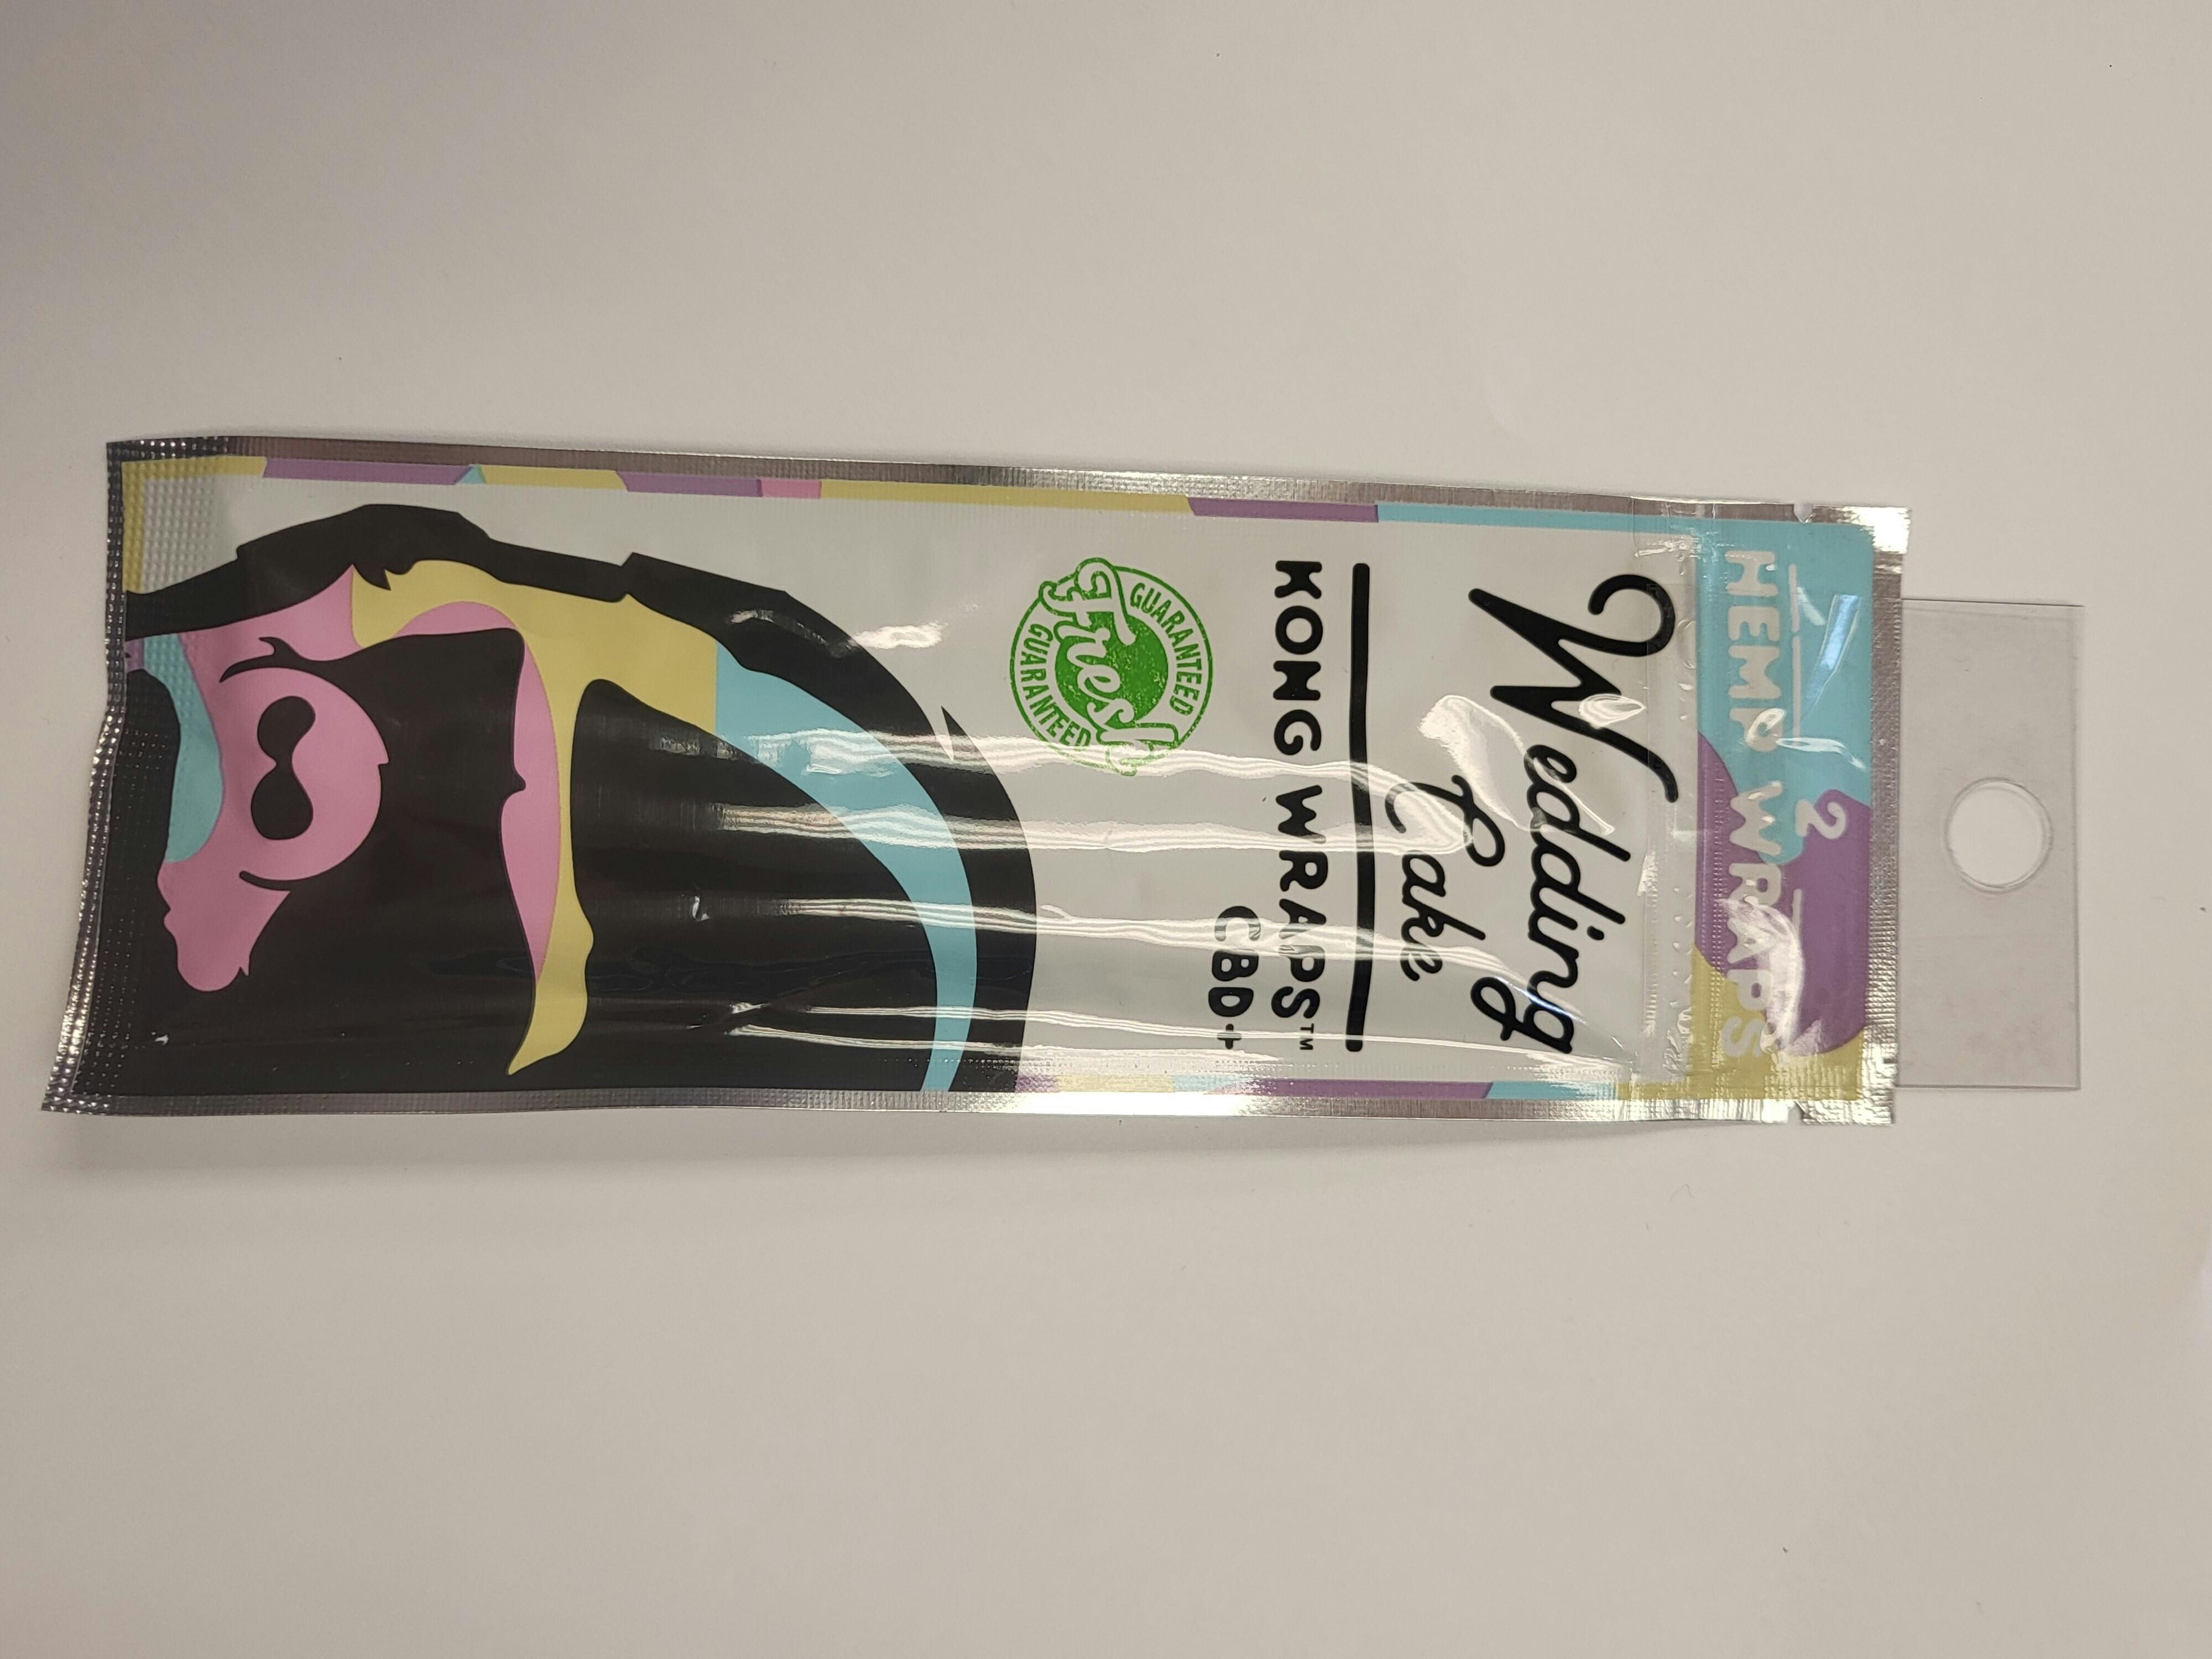 2
HEMP WRAPS
Wedding
Cake
KONG WRAPS™
CBD+
GUARANTEED
Fresh
GUARANTEED